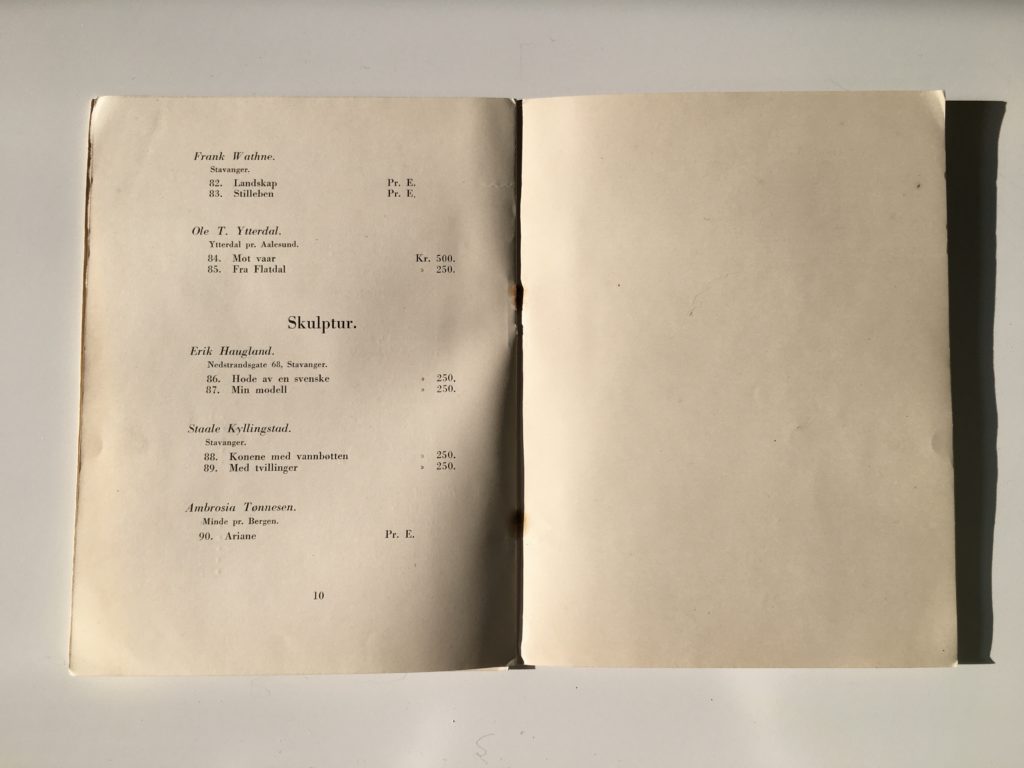 Frank Wathne.
Stavanger.
82. Landskap Pr. E.
83. Stilleben Pr. E.
Ole T. Ytterdal.
Ytterdal pr. Aalesund.
84. Mot vaar Kr. 500.
85. Fra Flatdal » 250.
Skulptur.
Erik Haugland.
Nedstrandsgate 68, Stavanger.
86. Hode av en svenske » 250.
87. Min modell » 250.
Staale Kyllingstad.
Stavanger.
88. Konene med vannbøtten » 250.
89. Med tvillinger » 250.
Ambrosia Tønnesen.
Minde pr. Bergen.
90. Ariane Pr. E.
10